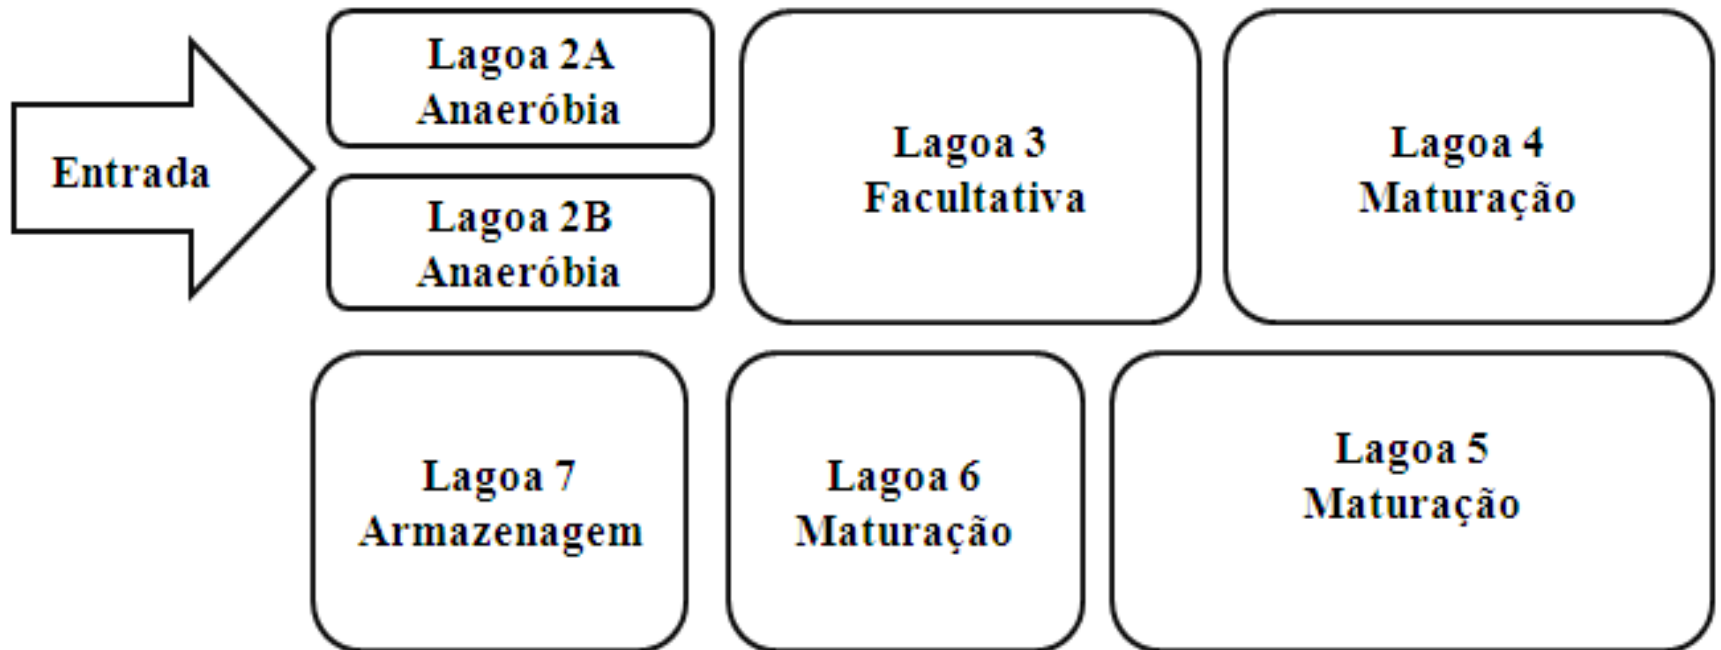 Entrada
Lagoa 2A
Anaeróbia
Lagoa 2B
Anaeróbia
Lagoa 3
Facultativa
Lagoa 4
Maturação
Lagoa 7
Armazenagem
Lagoa 6
Maturação
Lagoa 5
Maturação